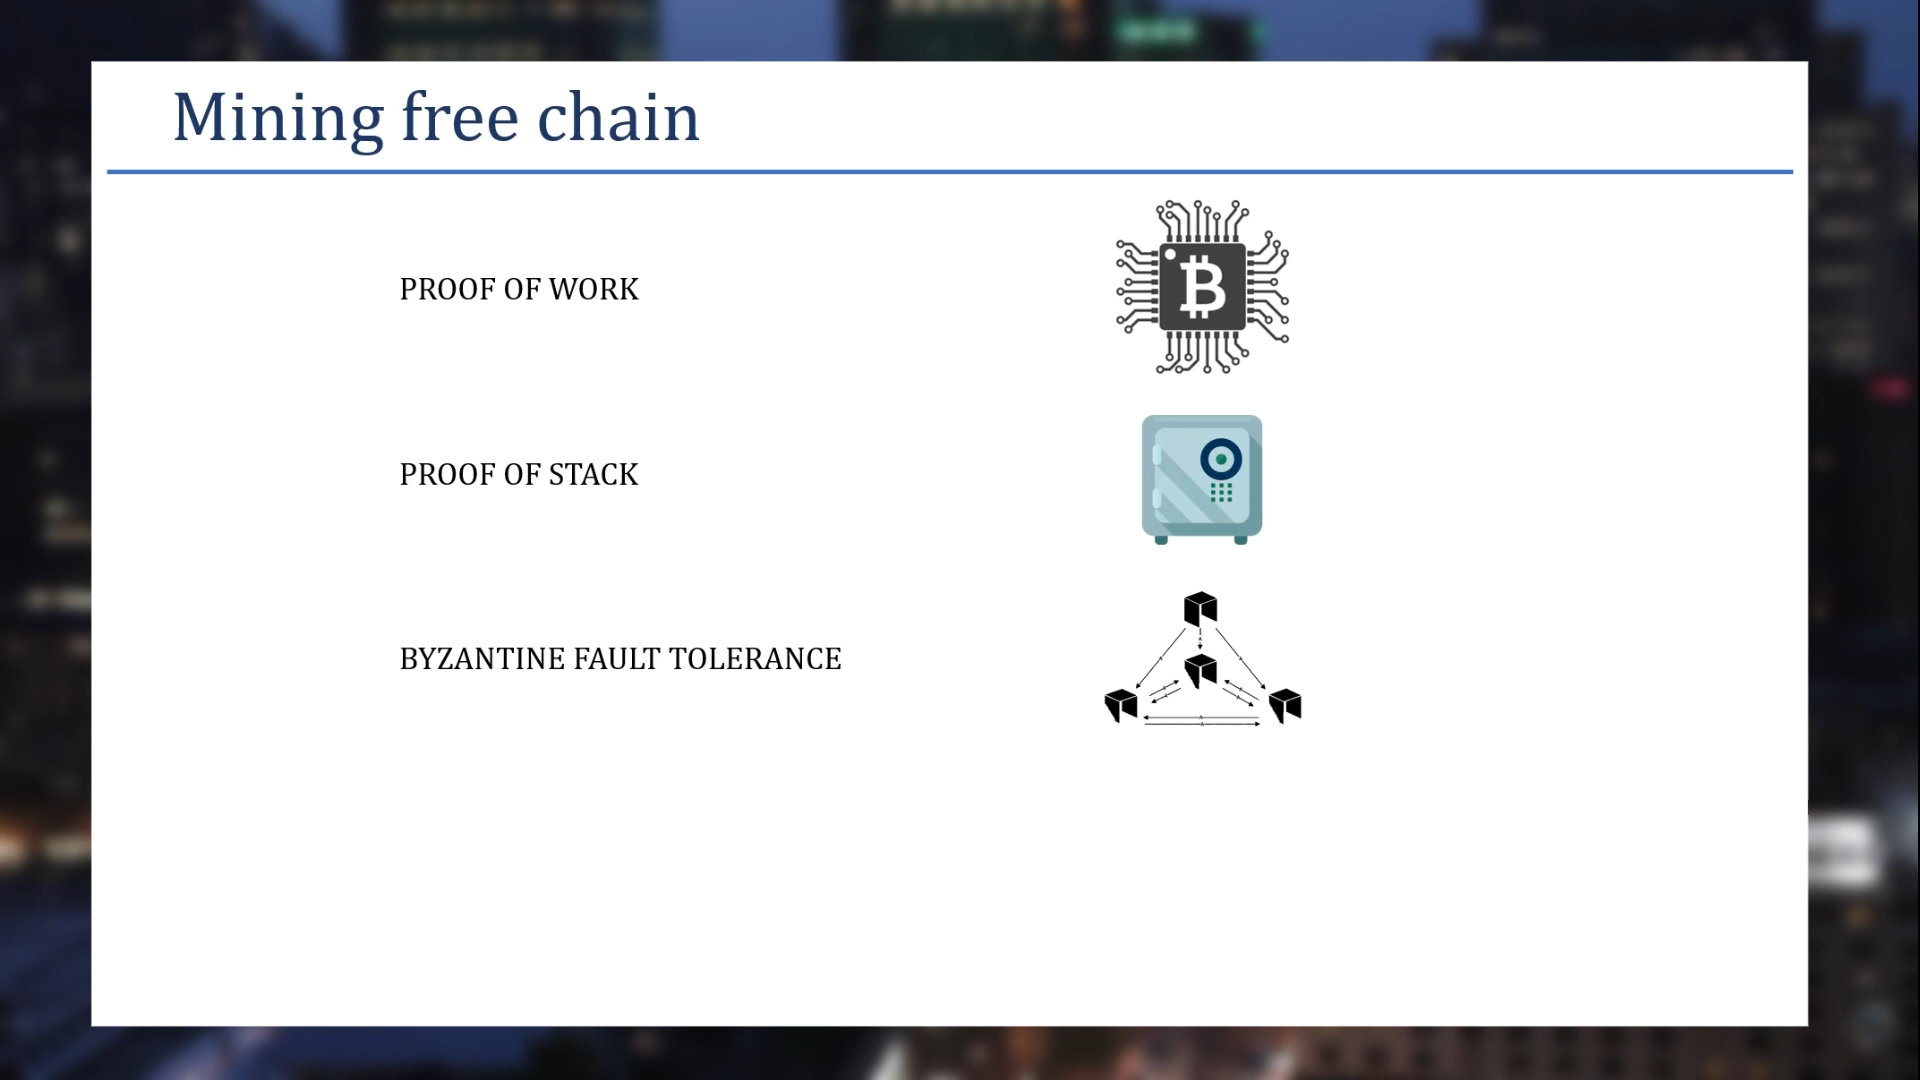 Mining free chain
PROOF OF WORK
PROOF OF STACK
BYZANTINE FAULT TOLERANCE